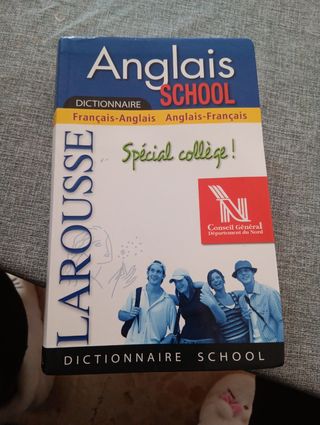 Anglais
SCHOOL
DICTIONNAIRE
Français-Anglais Anglais-Français
Spécial collège !
LAROUSSE
N
Conseil Général
Département du Nord
DICTIONNAIRE SCHOOL